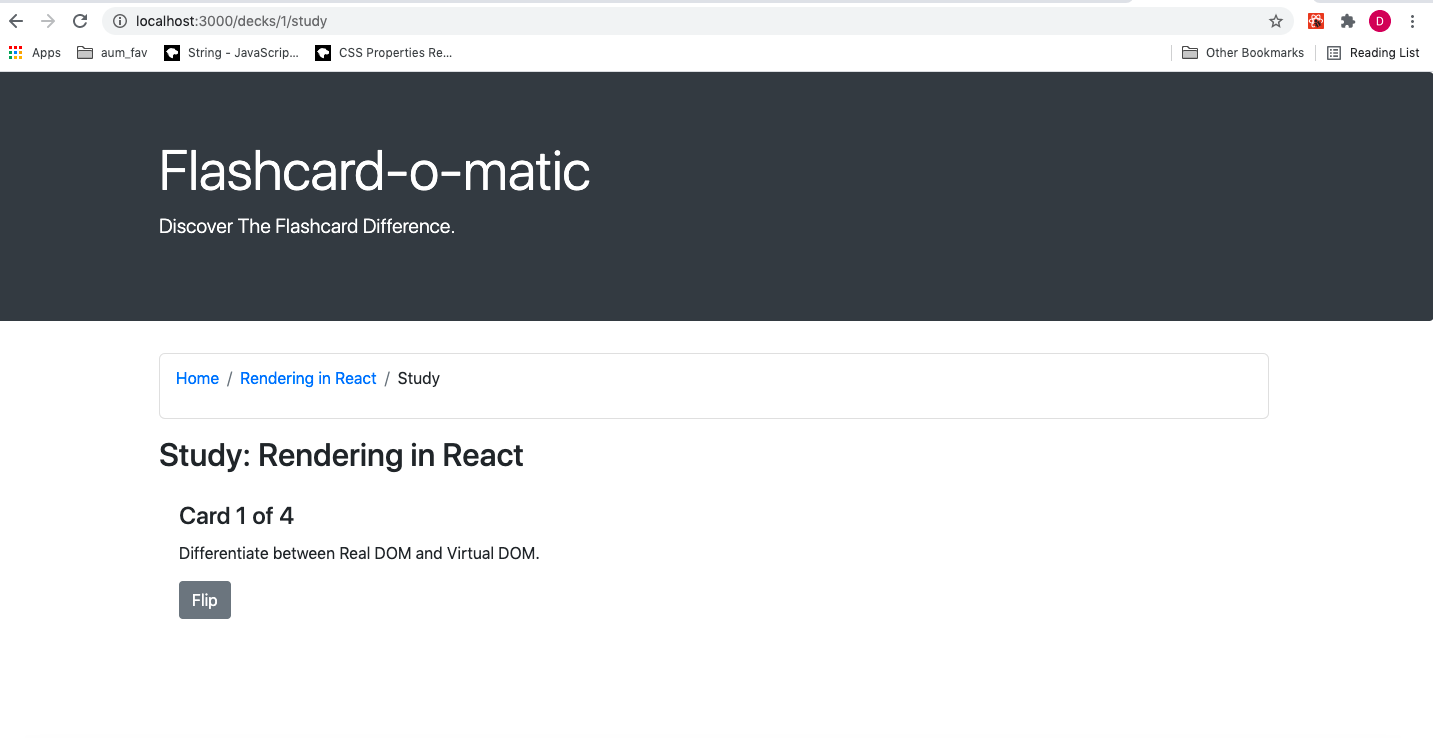 localhost:3000/decks/1/study
D
Apps aum_fav String - JavaScrip... CSS Properties Re... Other Bookmarks Reading List
Flashcard-o-matic
Discover The Flashcard Difference.
Home / Rendering in React / Study
Study: Rendering in React
Card 1 of 4
Differentiate between Real DOM and Virtual DOM.
Flip